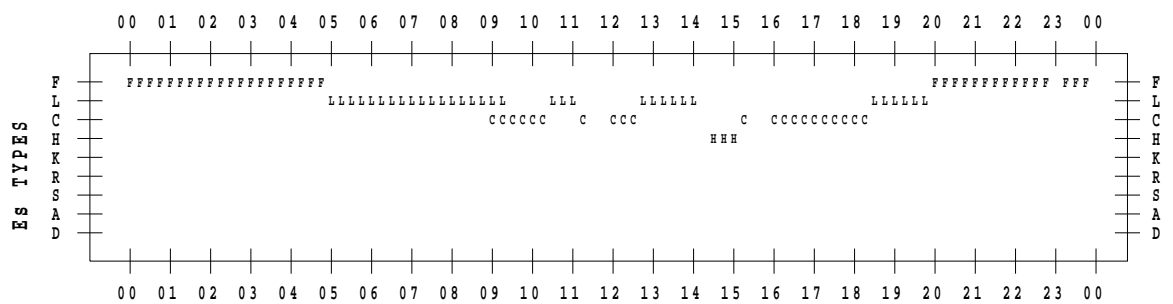 00 01 02 03 04 05 06 07 08 09 10 11 12 13 14 15 16 17 18 19 20 21 22 23 00
F FFFFFFFFFFFFFFFFFFFF FFFFFFFFFFFF FFF F
L LLLLLLLLLLLLLLLLLL LLL LLLLLL LLLLLL L
C CCCCCC C CCC C CCCCCCCCCC C
H HHH H
K K
R R
S S
A A
D D
Es TYPES
00 01 02 03 04 05 06 07 08 09 10 11 12 13 14 15 16 17 18 19 20 21 22 23 00